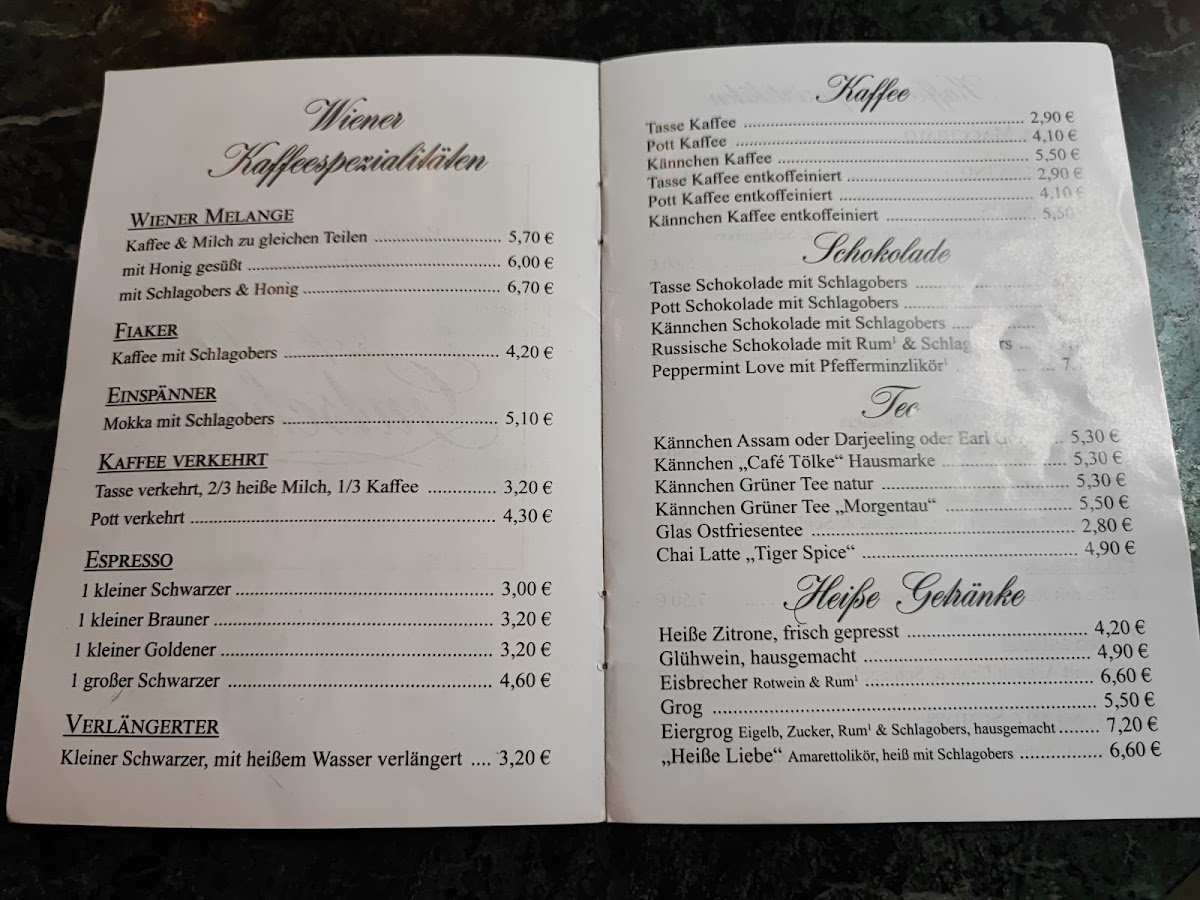 Wiener
Kaffeespezialitäten
WIENER MELANGE
Kaffee & Milch zu gleichen Teilen ........ 5,70 €
mit Honig gesüßt ........ 6,00 €
mit Schlagobers & Honig ........ 6,70 €
FIAKER
Kaffee mit Schlagobers ........ 4,20 €
EINSPÄNNER
Mokka mit Schlagobers ........ 5,10 €
KAFFEE VERKEHRT
Tasse verkehrt, 2/3 heiße Milch, 1/3 Kaffee ........ 3,20 €
Pott verkehrt ........ 4,30 €
ESPRESSO
1 kleiner Schwarzer ........ 3,00 €
1 kleiner Brauner ........ 3,20 €
1 kleiner Goldener ........ 3,20 €
1 großer Schwarzer ........ 4,60 €
VERLÄNGERTER
Kleiner Schwarzer, mit heißem Wasser verlängert .... 3,20 €
Kaffee
Tasse Kaffee ........ 2,90 €
Pott Kaffee ........ 4,10 €
Kännchen Kaffee ........ 5,50 €
Tasse Kaffee entkoffeiniert ........ 2,90 €
Pott Kaffee entkoffeiniert ........ 4,10 €
Kännchen Kaffee entkoffeiniert ........ 5,50
Schokolade
Tasse Schokolade mit Schlagobers ........
Pott Schokolade mit Schlagobers ........
Kännchen Schokolade mit Schlagobers ........
Russische Schokolade mit Rum¹ & Schlagobers ....
Peppermint Love mit Pfefferminzlikör¹ ........ 7,
Tee
Kännchen Assam oder Darjeeling oder Earl ........ 5,30 €
Kännchen „Café Tölke“ Hausmarke ........ 5,30 €
Kännchen Grüner Tee natur ........ 5,30 €
Kännchen Grüner Tee „Morgentau“ ........ 5,50 €
Glas Ostfriesentee ........ 2,80 €
Chai Latte „Tiger Spice“ ........ 4,90 €
Heiße Getränke
Heiße Zitrone, frisch gepresst ........ 4,20 €
Glühwein, hausgemacht ........ 4,90 €
Eisbrecher Rotwein & Rum¹ ........ 6,60 €
Grog ........ 5,50 €
Eiergrog Eigelb, Zucker, Rum¹ & Schlagobers, hausgemacht ........ 7,20 €
„Heiße Liebe“ Amarettolikör, heiß mit Schlagobers ........ 6,60 €